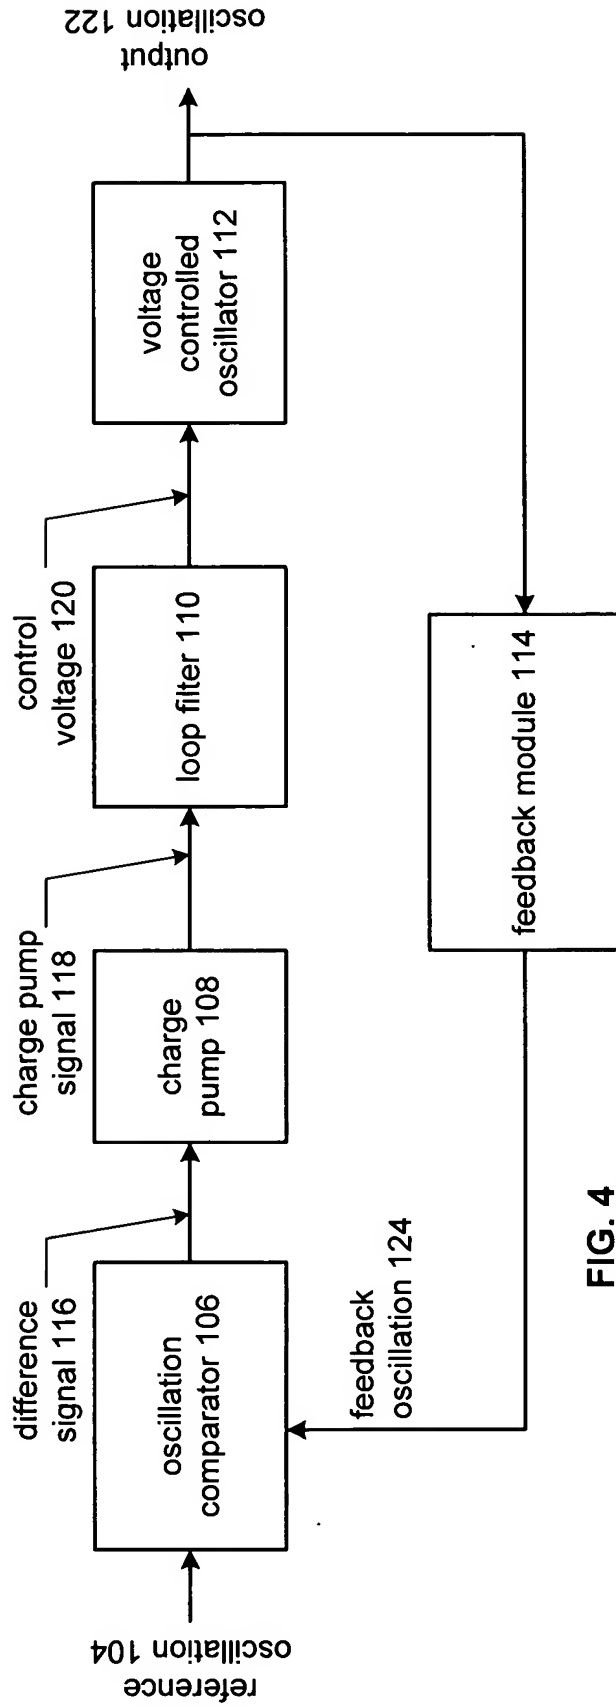 reference
oscillation 104
difference
signal 116
oscillation
comparator 106
charge pump
signal 118
charge
pump 108
control
voltage 120
loop filter 110
voltage
controlled
oscillator 112
output
oscillation 122
feedback
oscillation 124
feedback module 114
FIG. 4